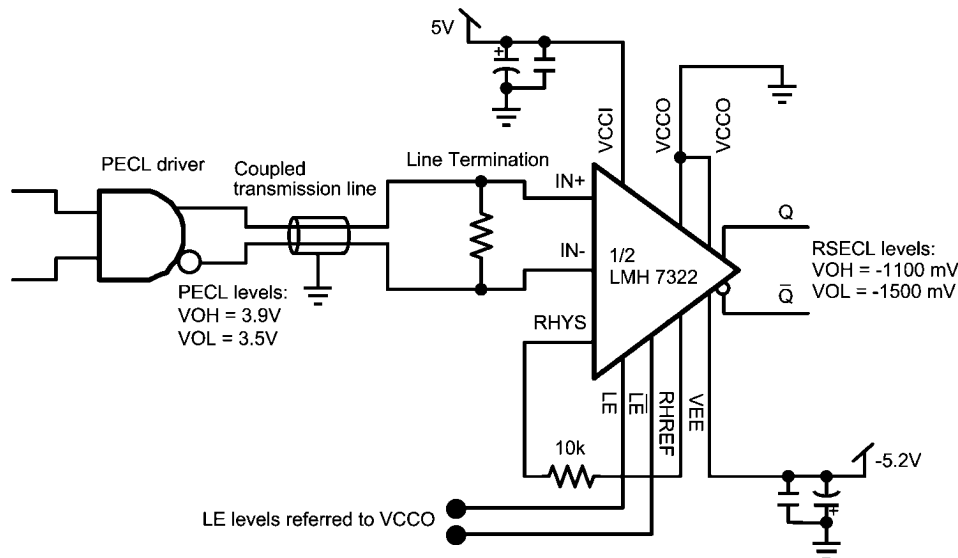 5V
+
VCCI
VCCO
VCCO
PECL driver
Coupled
transmission line
Line Termination
IN+
IN-
1/2
LMH 7322
Q
RSECL levels:
VOH = -1100 mV
VOL = -1500 mV
Q̅
PECL levels:
VOH = 3.9V
VOL = 3.5V
RHYS
LE
L̅E̅
RHREF
VEE
10k
-5.2V
+
LE levels referred to VCCO